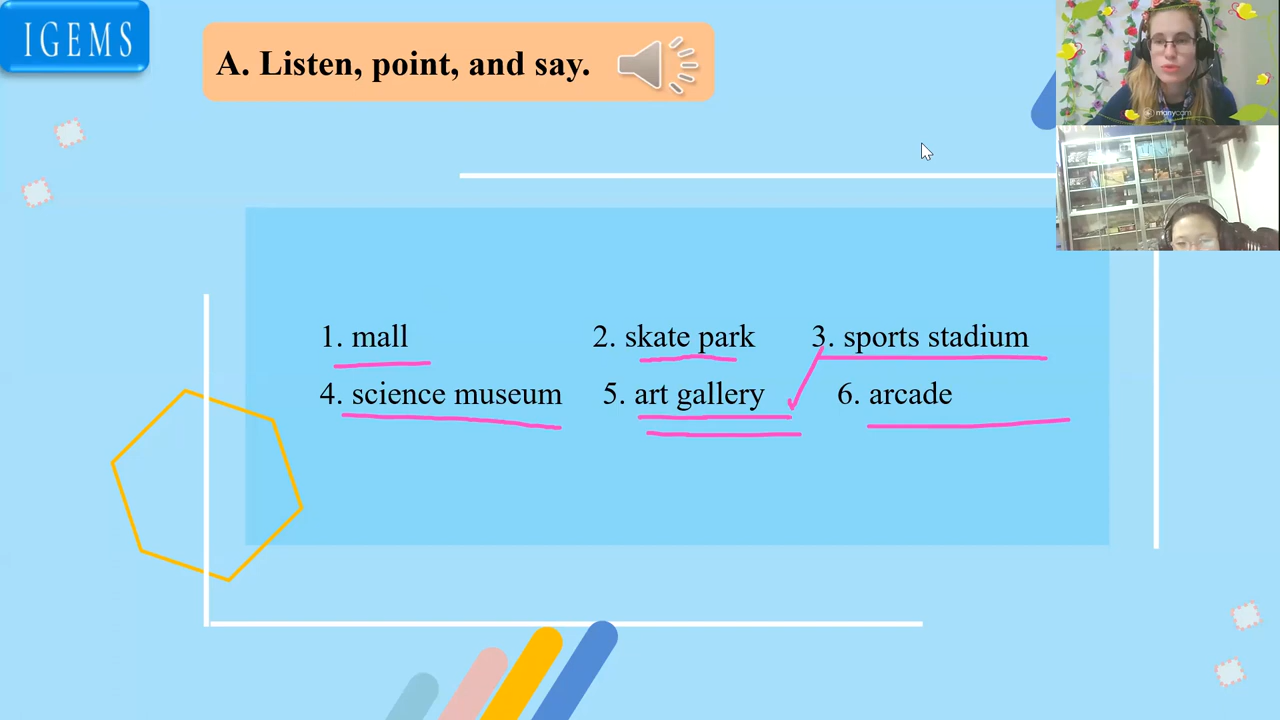 IGEMS
A. Listen, point, and say.
manycam
1. mall 2. skate park 3. sports stadium
4. science museum 5. art gallery 6. arcade